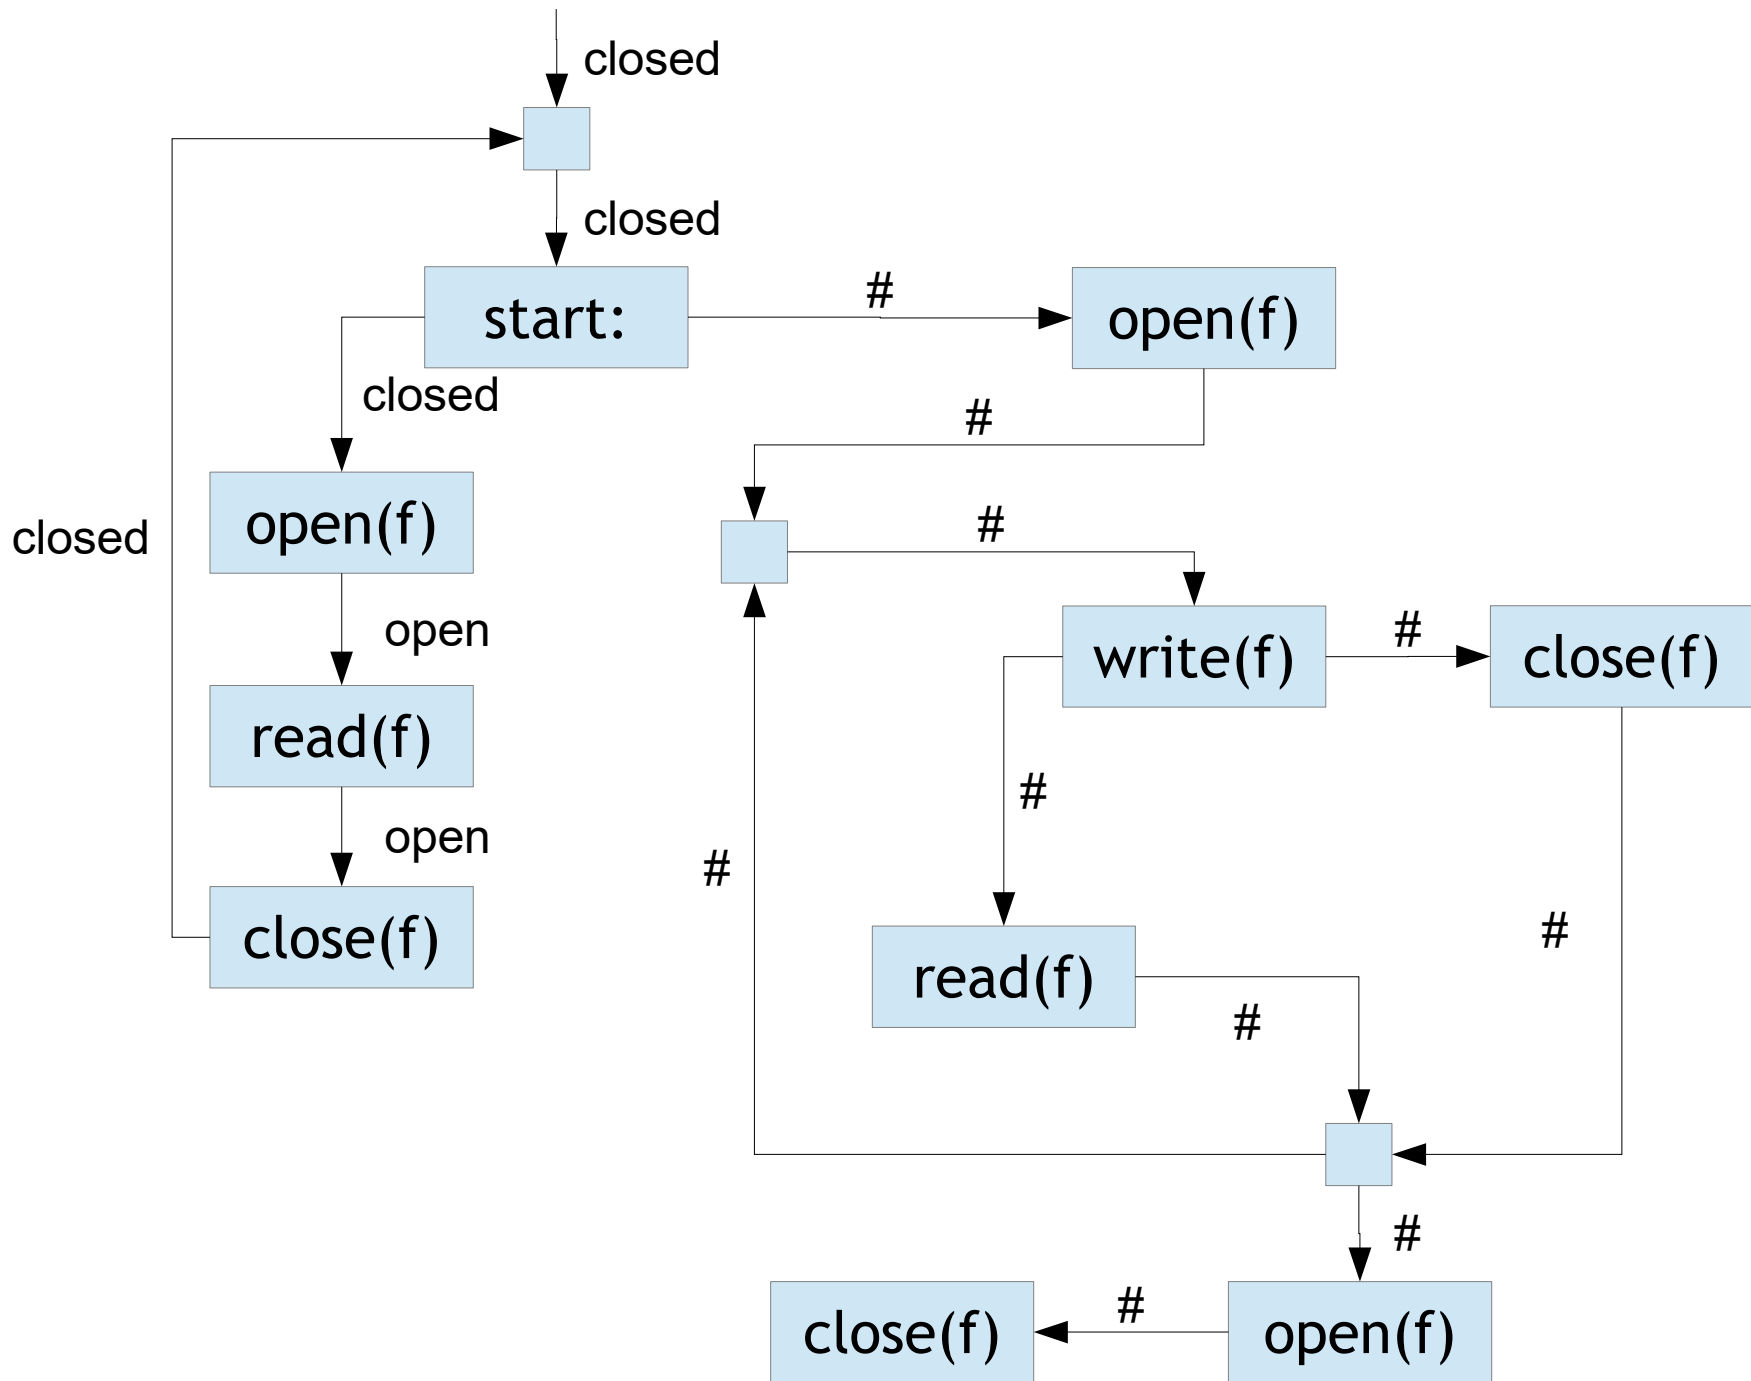 closed
closed
start:
#
open(f)
closed
#
open(f)
closed
#
open
write(f)
#
close(f)
read(f)
#
open
#
close(f)
#
read(f)
#
#
close(f)
#
open(f)